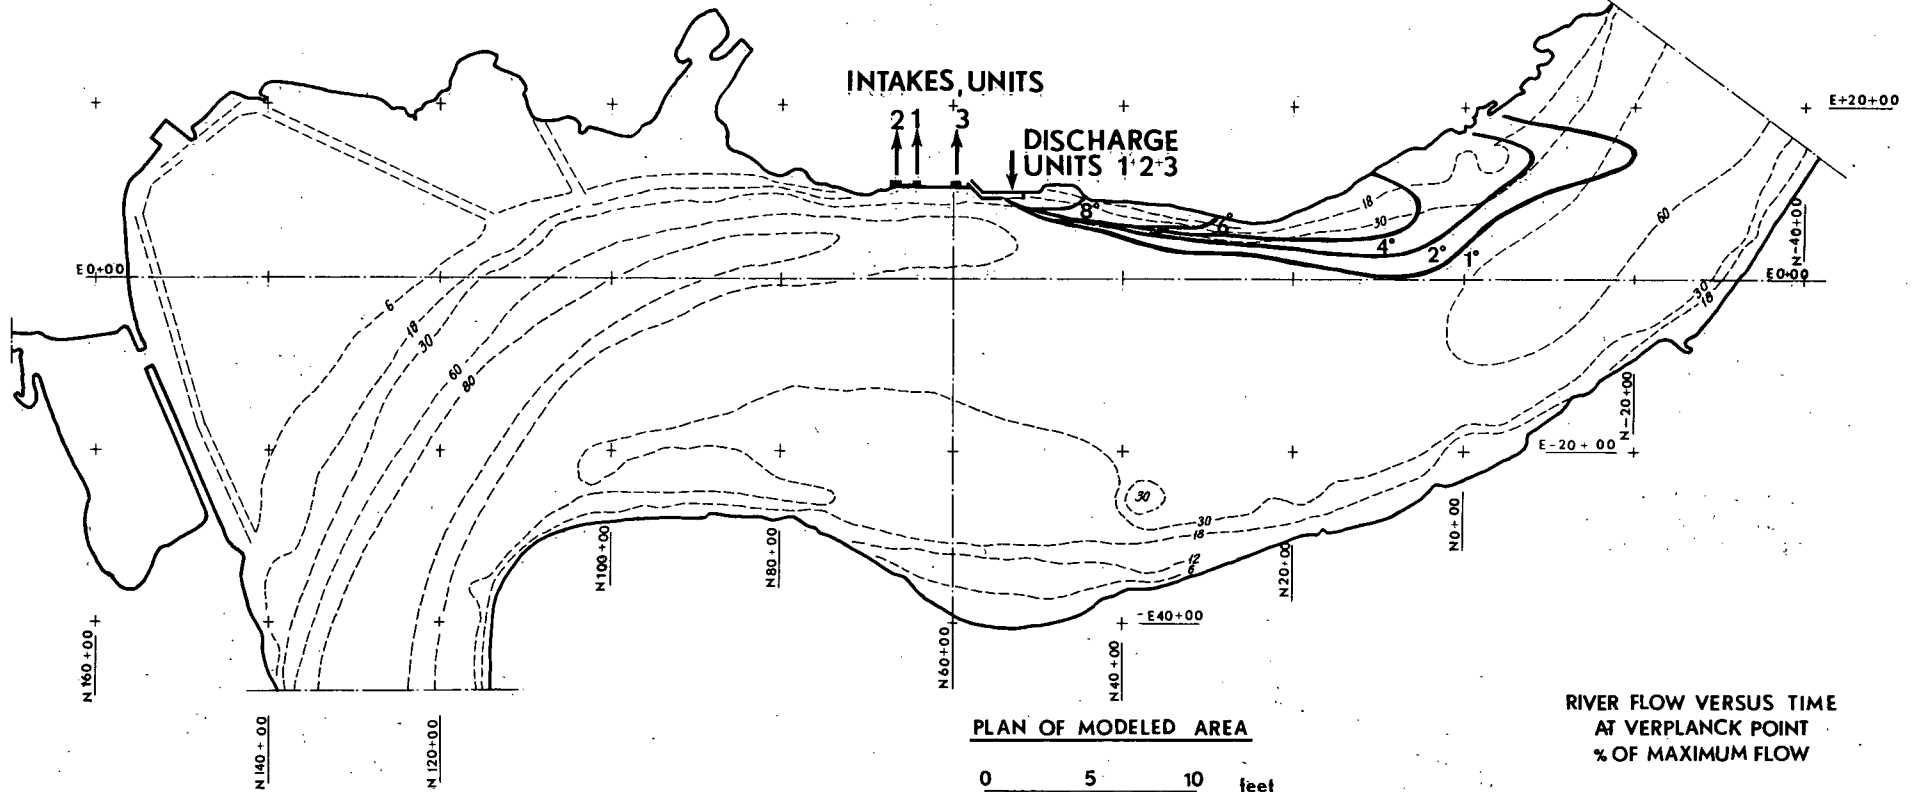 INTAKES, UNITS
2 1 3
DISCHARGE
UNITS 1+2+3
E+20+00
8°
6°
4°
2°
1°
18
30
60
N-40+00
E0+00
E0+00
6
18
30
60
80
30
18
N-20+00
E-20+00
30
30
18
12
6
N100+00
N80+00
N20+00
N0+00
-E40+00
N160+00
N60+00
N40+00
N140+00
N120+00
PLAN OF MODELED AREA
0 5 10 feet
RIVER FLOW VERSUS TIME
AT VERPLANCK POINT
% OF MAXIMUM FLOW